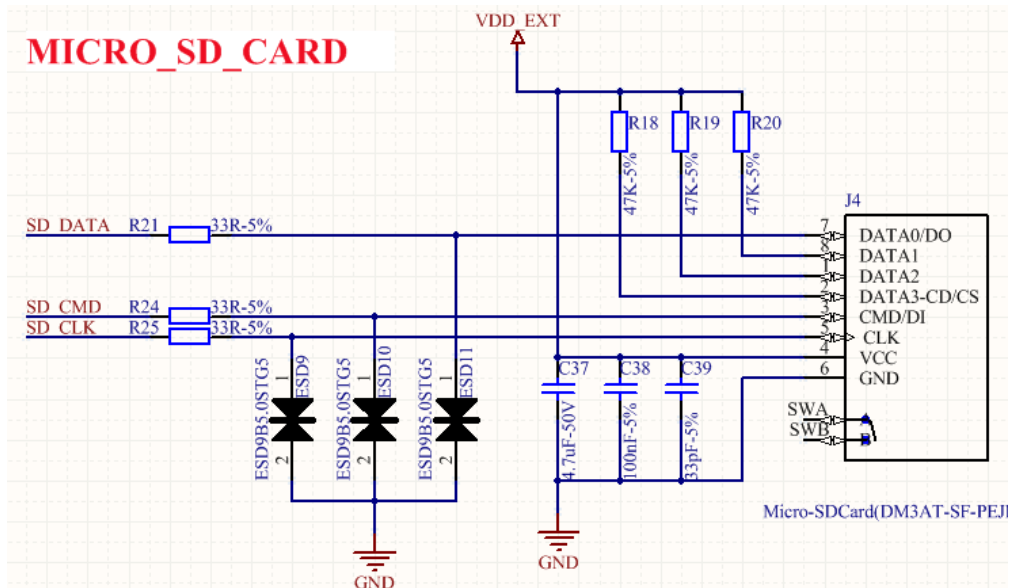 VDD_EXT
MICRO_SD_CARD
R18
R19
R20
47K-5%
47K-5%
47K-5%
J4
SD_DATA
R21
33R-5%
7
DATA0/DO
8
DATA1
1
DATA2
2
DATA3-CD/CS
SD_CMD
R24
33R-5%
3
CMD/DI
SD_CLK
R25
33R-5%
5
CLK
4
VCC
6
GND
ESD9B5.0STG5
1
2
ESD9
ESD9B5.0STG5
1
2
ESD10
ESD9B5.0STG5
1
2
ESD11
C37
C38
C39
4.7uF-50V
100nF-5%
33pF-5%
SWA
A
SWB
B
Micro-SDCard(DM3AT-SF-PEJ
GND
GND